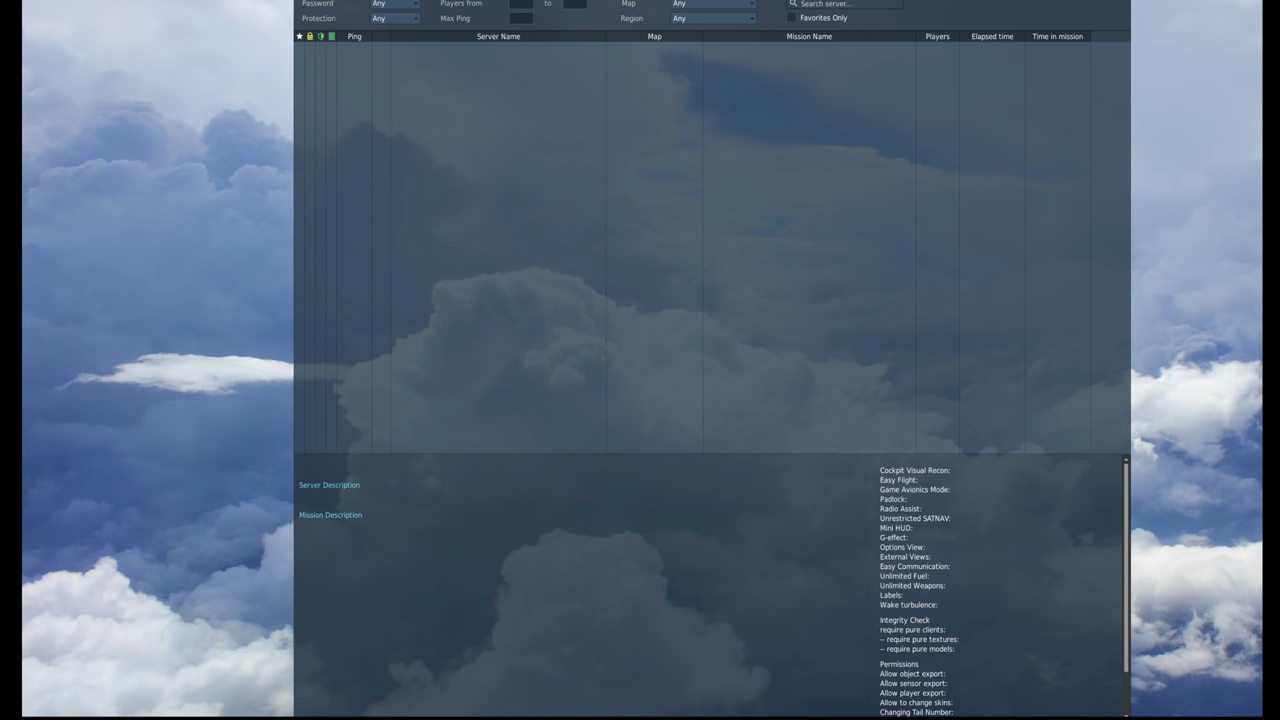 Password Any Players from to Map Any Search server...
Protection Any Max Ping Region Any Favorites Only
Ping Server Name Map Mission Name Players Elapsed time Time in mission
Server Description
Mission Description
Cockpit Visual Recon:
Easy Flight:
Game Avionics Mode:
Padlock:
Radio Assist:
Unrestricted SATNAV:
Mini HUD:
G-effect:
Options View:
External Views:
Easy Communication:
Unlimited Fuel:
Unlimited Weapons:
Labels:
Wake turbulence:
Integrity Check
require pure clients:
-- require pure textures:
-- require pure models:
Permissions
Allow object export:
Allow sensor export:
Allow player export:
Allow to change skins:
Changing Tail Number: